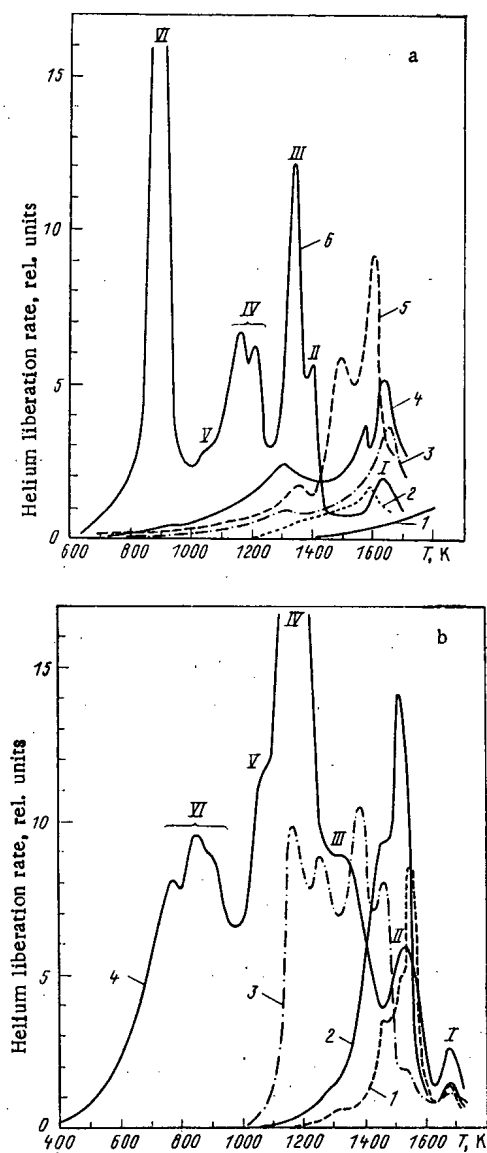 a
Helium liberation rate, rel. units
15
10
5
0
VI
V
IV
III
II
I
6
5
4
3
2
1
600 800 1000 1200 1400 1600 T, K
b
Helium liberation rate, rel. units
15
10
5
0
VI
V
IV
III
II
I
4
3
2
1
400 600 800 1000 1200 1400 1600 T, K